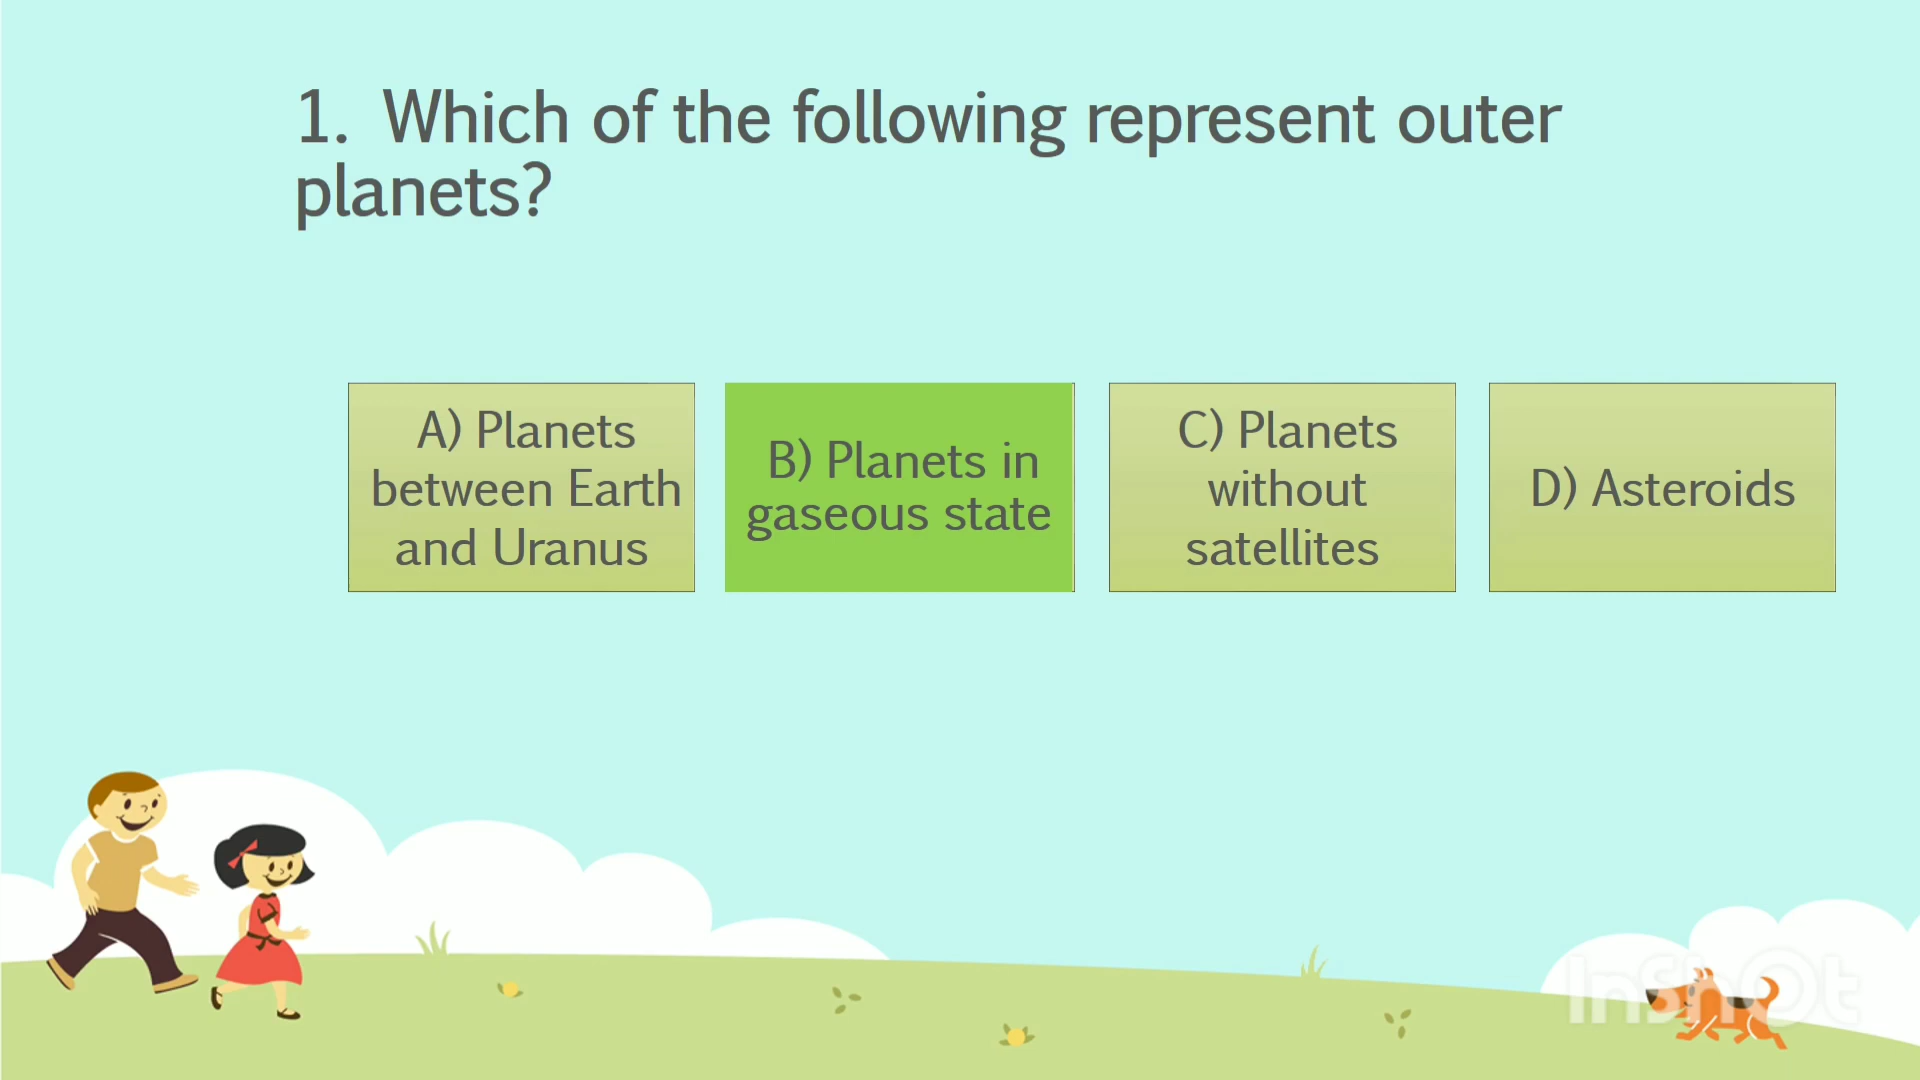 1. Which of the following represent outer
planets?
A) Planets
between Earth
and Uranus
B) Planets in
gaseous state
C) Planets
without
satellites
D) Asteroids
InShOt